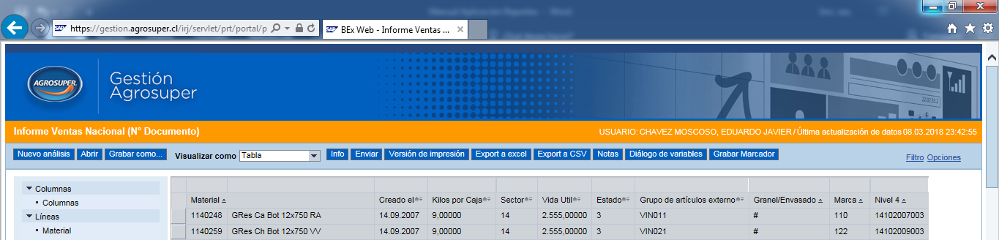 https://gestion.agrosuper.cl/irj/servlet/prt/portal/p
SAP BEx Web - Informe Ventas ...
AGROSUPER
Gestión
Agrosuper
22.02.35.2
Informe Ventas Nacional (N° Documento)
USUARIO: CHAVEZ MOSCOSO, EDUARDO JAVIER / Última actualización de datos 08.03.2018 23:42:55
Nuevo análisis Abrir Grabar como... Visualizar como Tabla Info Enviar Versión de impresión Export a excel Export a CSV Notas Diálogo de variables Grabar Marcador Filtro Opciones
Columnas
Columnas
Líneas
Material
Material Creado el Kilos por Caja Sector Vida Util Estado Grupo de artículos externo Granel/Envasado Marca Nivel 4
1140248 GRes Ca Bot 12x750 RA 14.09.2007 9,00000 14 2.555,00000 3 VIN011 # 110 14102007003
1140259 GRes Ch Bot 12x750 VV 14.09.2007 9,00000 14 2.555,00000 3 VIN021 # 122 14102009003